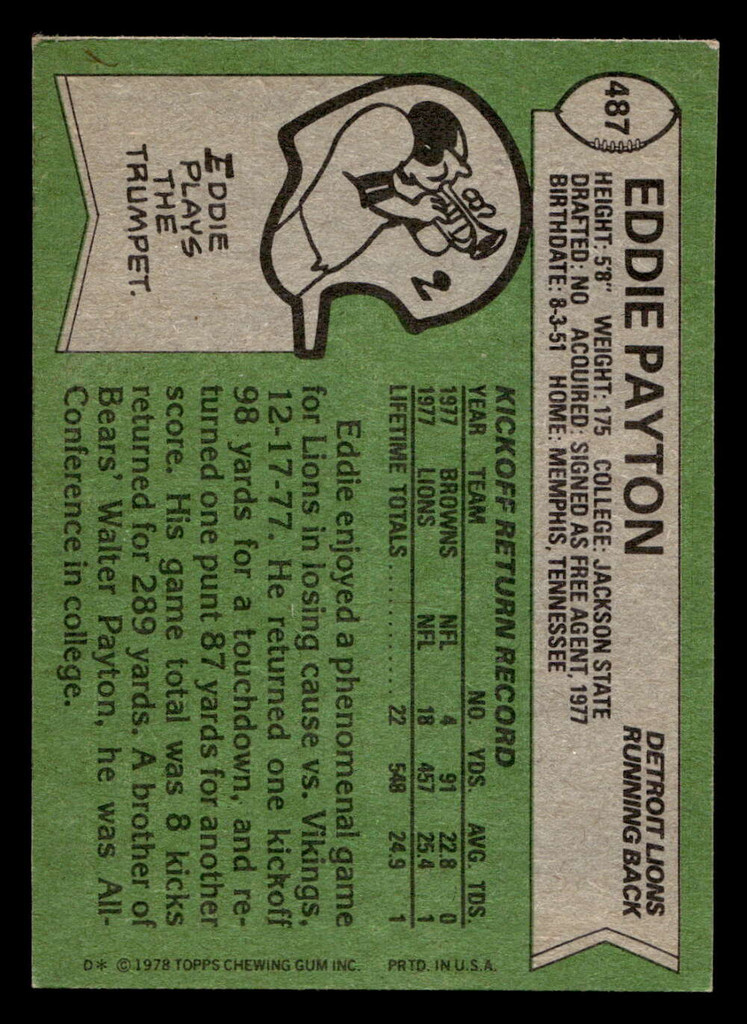 487
EDDIE PAYTON
DETROIT LIONS
RUNNING BACK
HEIGHT: 5'8" WEIGHT: 175 COLLEGE: JACKSON STATE
DRAFTED: NO ACQUIRED: SIGNED AS FREE AGENT, 1977
BIRTHDATE: 8-3-51 HOME: MEMPHIS, TENNESSEE
2
EDDIE
PLAYS
THE
TRUMPET.
KICKOFF RETURN RECORD
YEAR TEAM NO. YDS. AVG. TDS.
1977 BROWNS NFL 4 91 22.8 0
1977 LIONS NFL 18 457 25.4 1
LIFETIME TOTALS .......... 22 548 24.9 1
Eddie enjoyed a phenomenal game
for Lions in losing cause vs. Vikings,
12-17-77. He returned one kickoff
98 yards for a touchdown, and re-
turned one punt 87 yards for another
score. His game total was 8 kicks
returned for 289 yards. A brother of
Bears' Walter Payton, he was All-
Conference in college.
D* © 1978 TOPPS CHEWING GUM INC. PRTD. IN U.S.A.